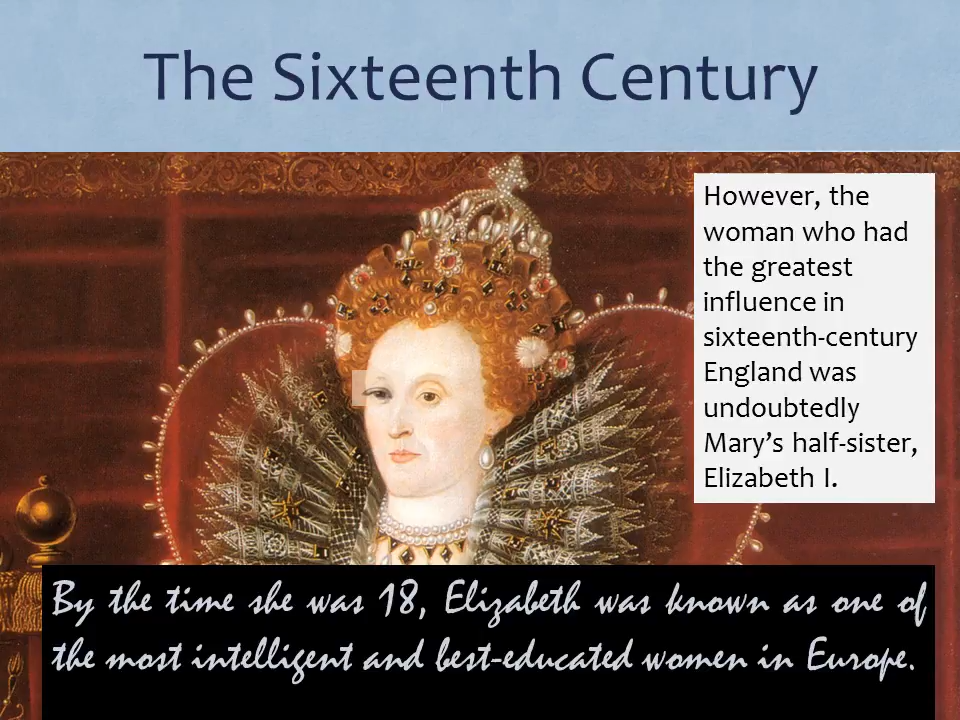 The Sixteenth Century
However, the
woman who had
the greatest
influence in
sixteenth-century
England was
undoubtedly
Mary’s half-sister,
Elizabeth I.
By the time she was 18, Elizabeth was known as one of
the most intelligent and best-educated women in Europe.